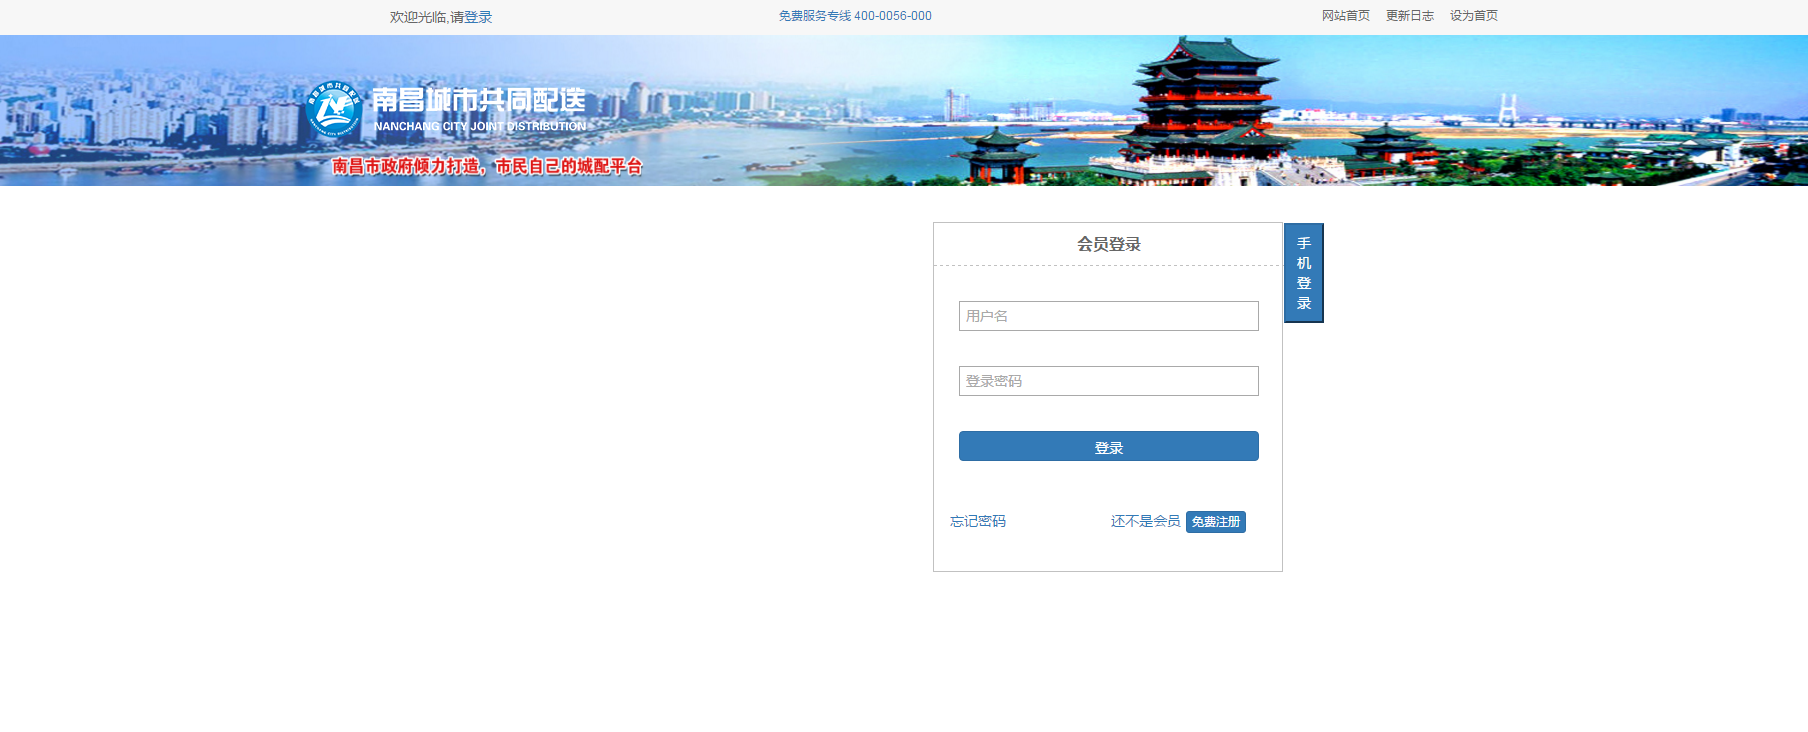 欢迎光临,请登录 免费服务专线 400-0056-000 网站首页 更新日志 设为首页
南昌城市共同配送
NANCHANG CITY JOINT DISTRIBUTION
南昌市政府倾力打造，市民自己的城配平台
会员登录
手机登录
用户名
登录密码
登录
忘记密码 还不是会员 免费注册